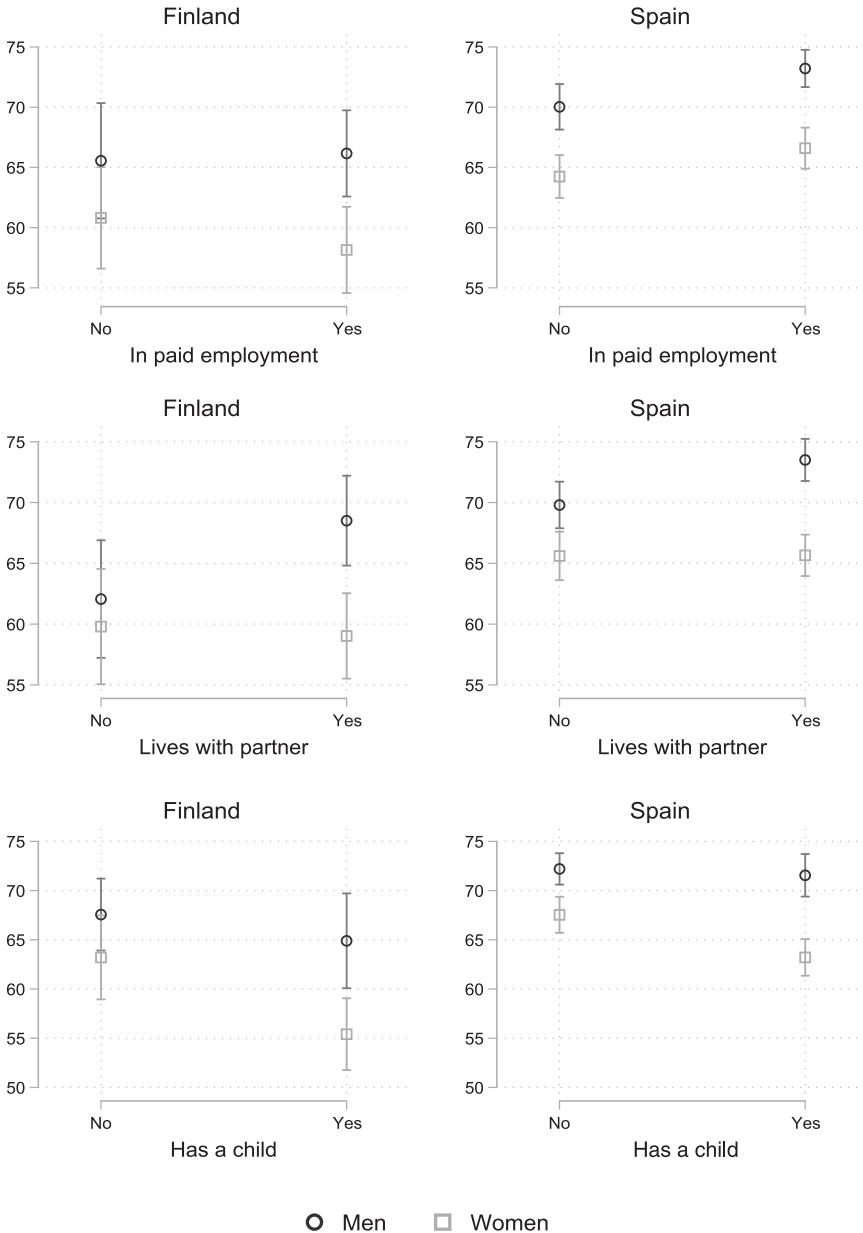 Finland Spain
75 75
70 70
65 65
60 60
55 55
No Yes No Yes
In paid employment In paid employment
Finland Spain
75 75
70 70
65 65
60 60
55 55
No Yes No Yes
Lives with partner Lives with partner
Finland Spain
75 75
70 70
65 65
60 60
55 55
50 50
No Yes No Yes
Has a child Has a child
Men Women